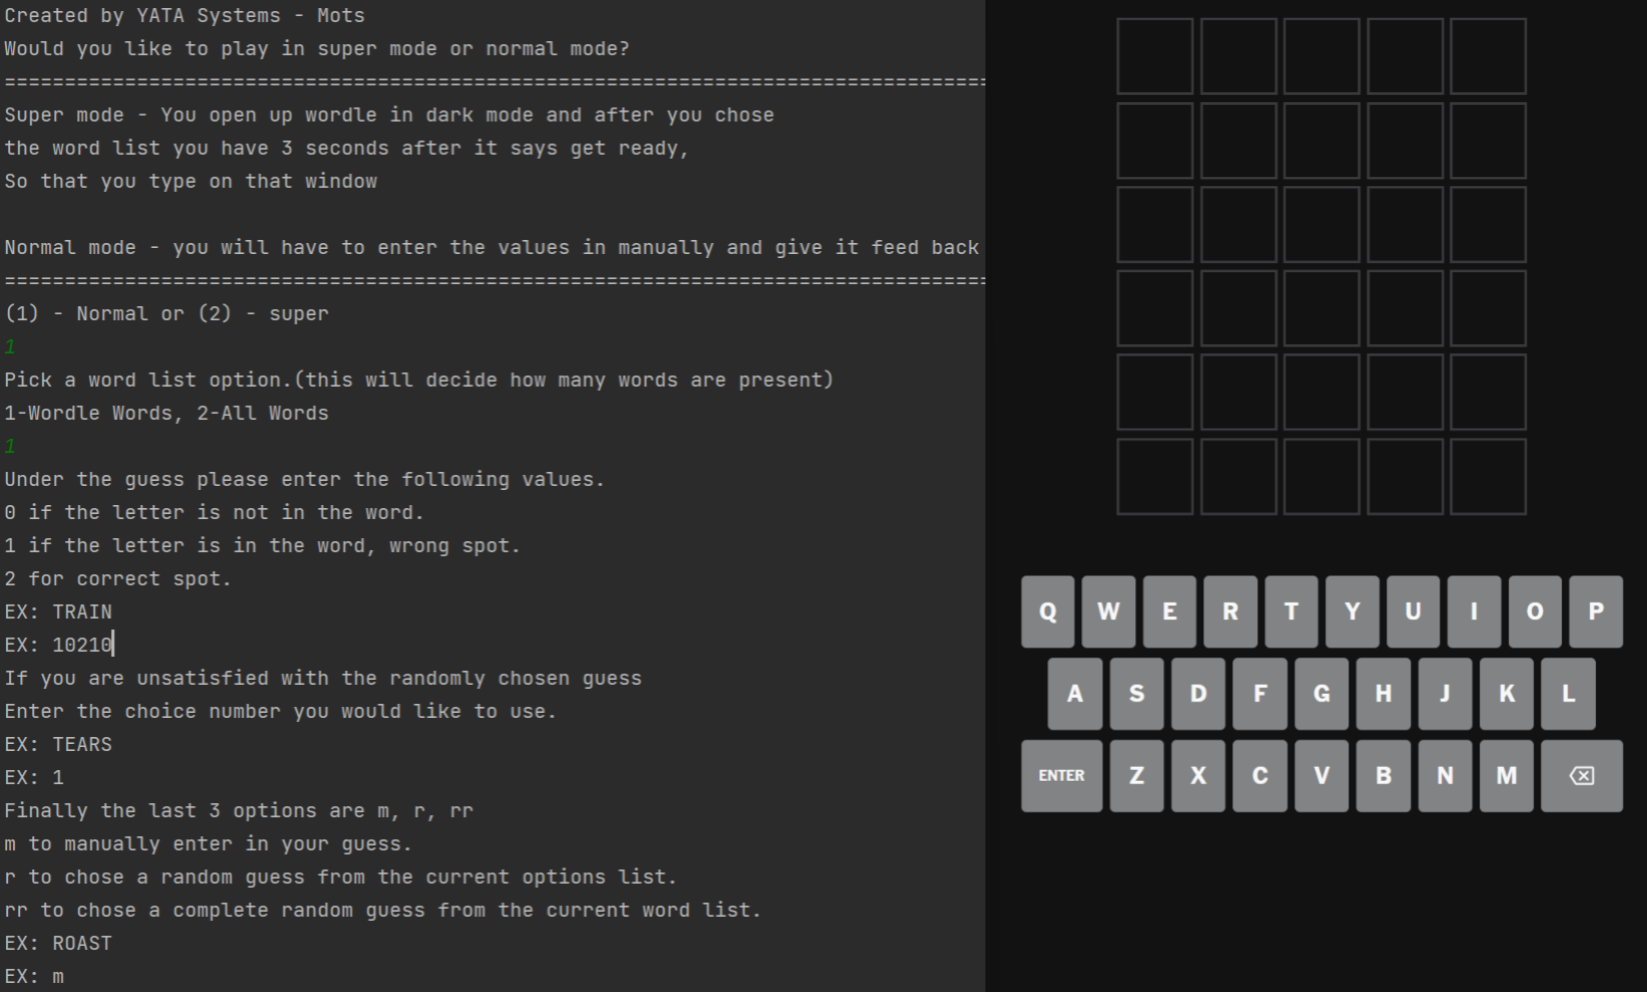 Created by YATA Systems - Mots
Would you like to play in super mode or normal mode?
==================================================================================
Super mode - You open up wordle in dark mode and after you chose
the word list you have 3 seconds after it says get ready,
So that you type on that window
Normal mode - you will have to enter the values in manually and give it feed back
==================================================================================
(1) - Normal or (2) - super
1
Pick a word list option.(this will decide how many words are present)
1-Wordle Words, 2-All Words
1
Under the guess please enter the following values.
0 if the letter is not in the word.
1 if the letter is in the word, wrong spot.
2 for correct spot.
EX: TRAIN
EX: 10210
If you are unsatisfied with the randomly chosen guess
Enter the choice number you would like to use.
EX: TEARS
EX: 1
Finally the last 3 options are m, r, rr
m to manually enter in your guess.
r to chose a random guess from the current options list.
rr to chose a complete random guess from the current word list.
EX: ROAST
EX: m
Q W E R T Y U I O P
A S D F G H J K L
ENTER Z X C V B N M